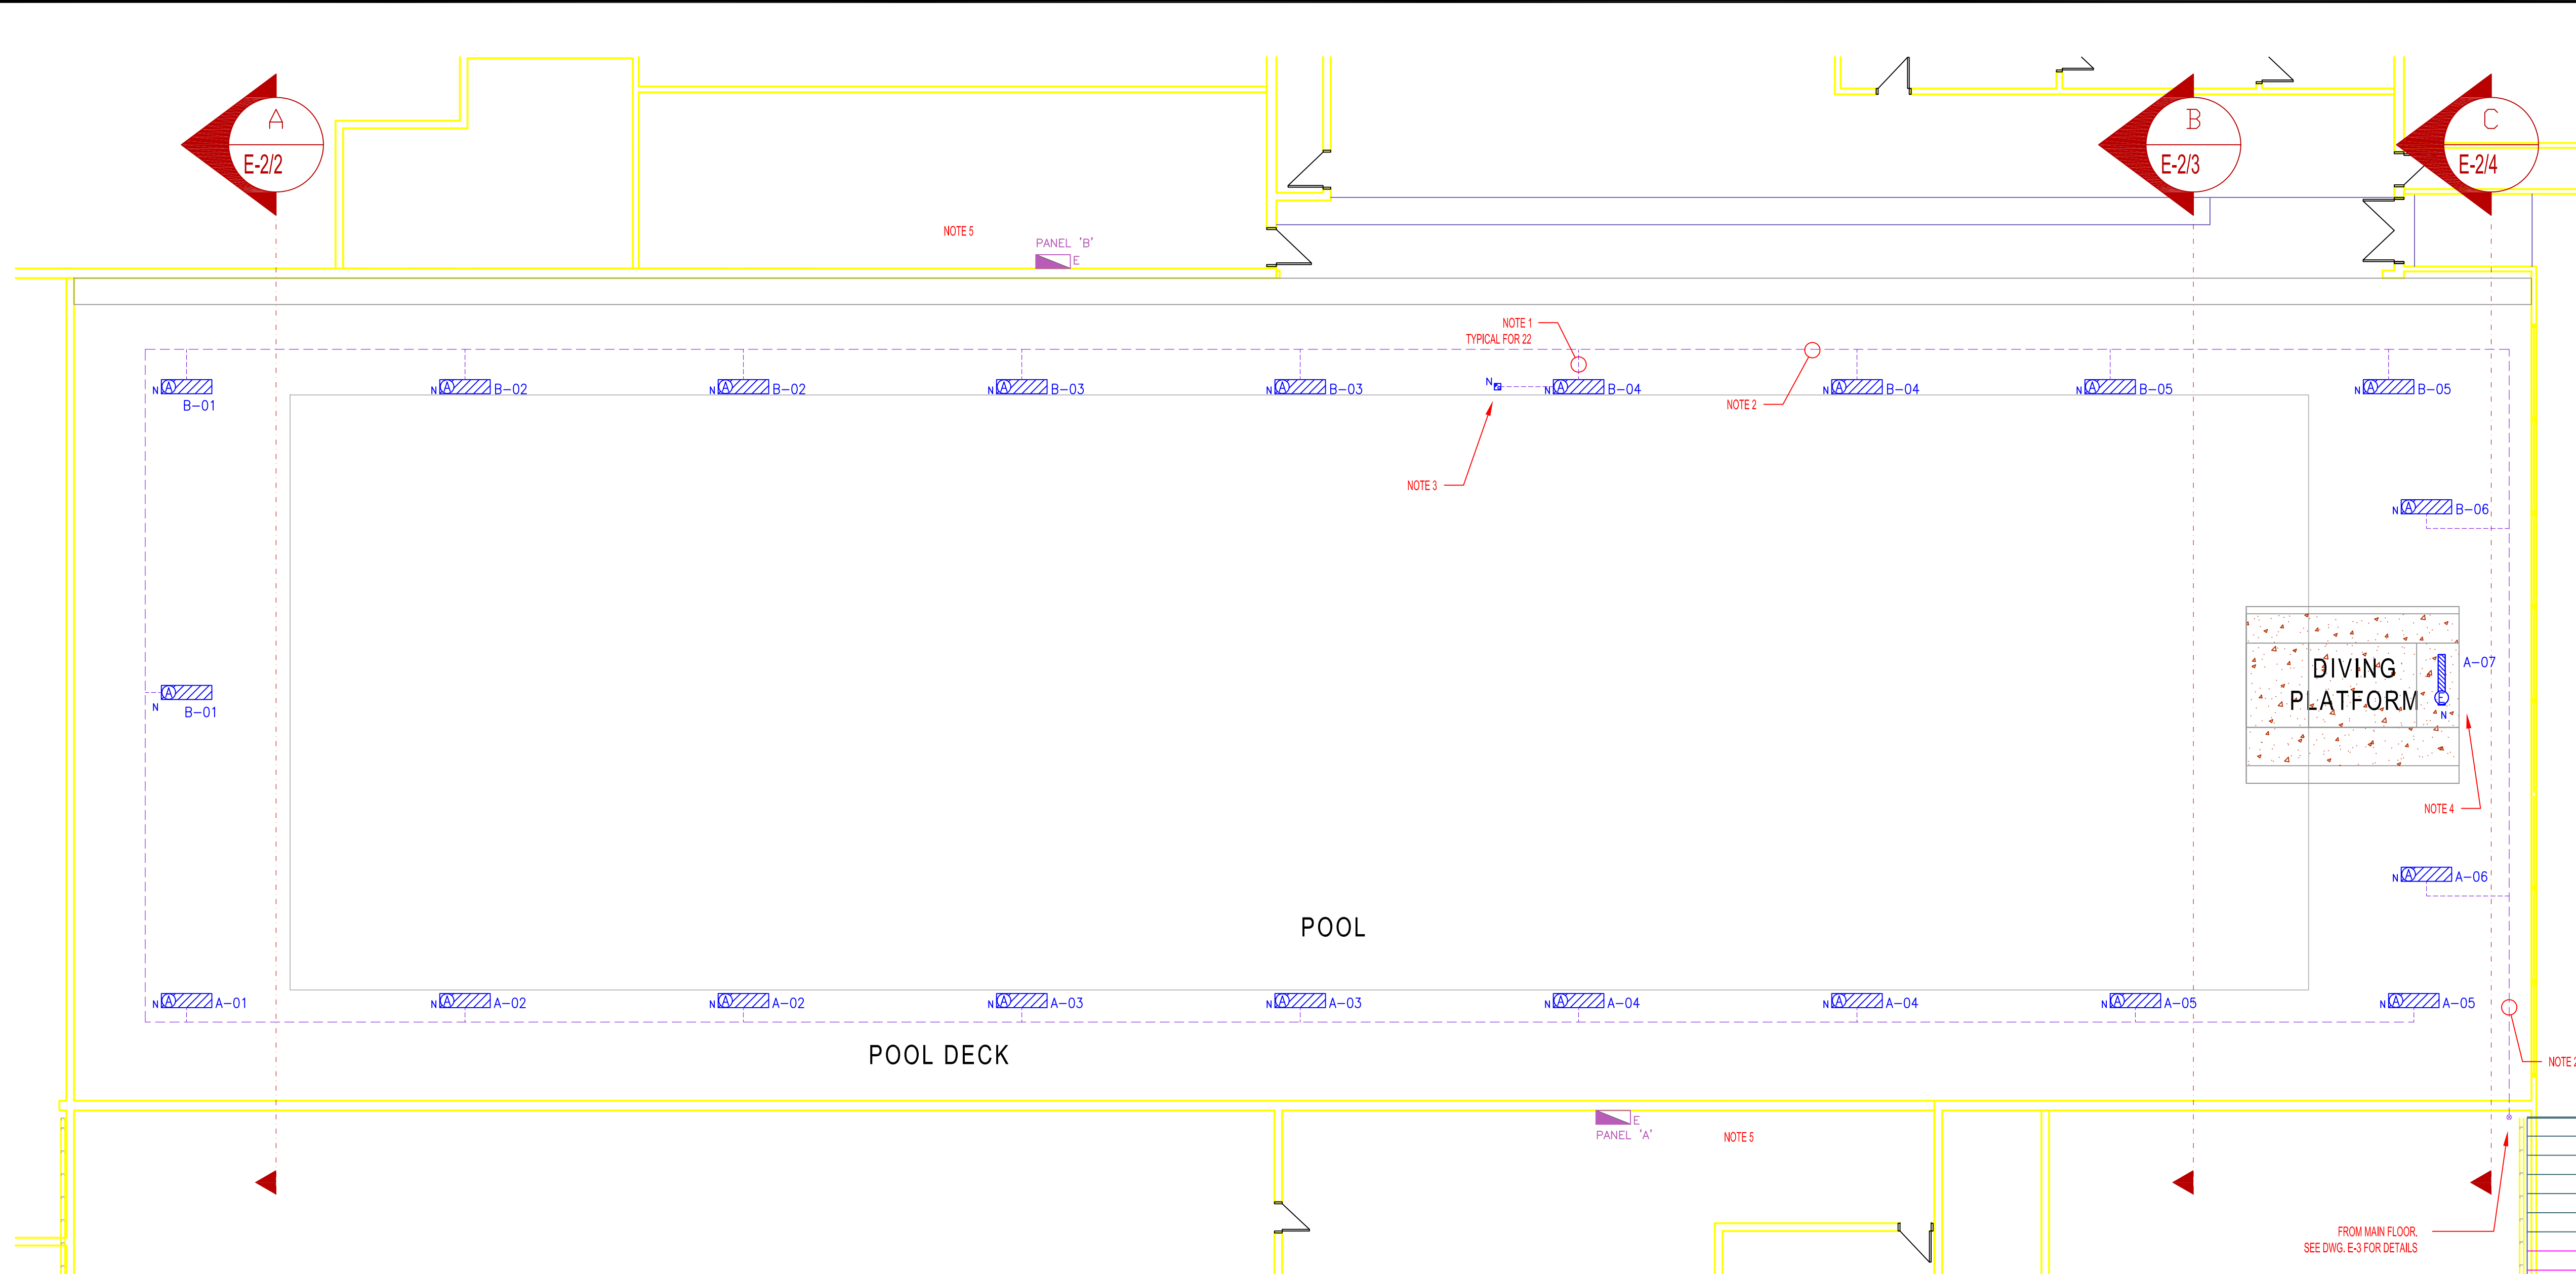 A
E-2/2
B
E-2/3
C
E-2/4
NOTE 5
PANEL 'B'
E
NOTE 1
TYPICAL FOR 22
NOTE 2
NOTE 3
N A B-01
N A B-02
N A B-02
N A B-03
N A B-03
N
N A B-04
N A B-04
N A B-05
N A B-05
N A B-06
A
N B-01
DIVING
PLATFORM
A-07
E
N
NOTE 4
N A A-06
POOL
N A A-01
N A A-02
N A A-02
N A A-03
N A A-03
N A A-04
N A A-04
N A A-05
N A A-05
POOL DECK
NOTE 2
E
PANEL 'A'
NOTE 5
FROM MAIN FLOOR.
SEE DWG. E-3 FOR DETAILS